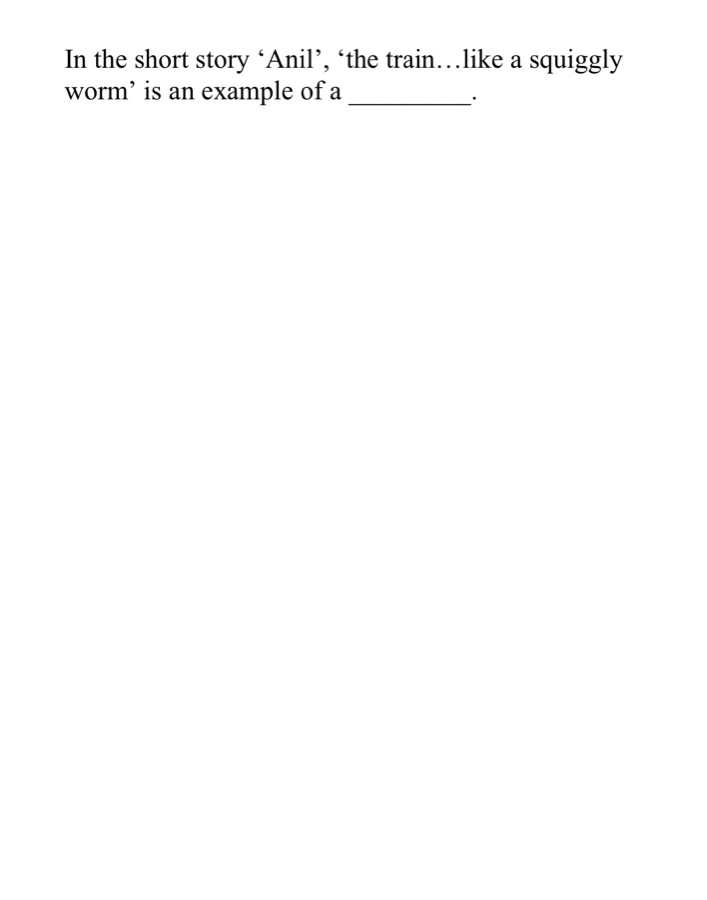 In the short story ‘Anil’, ‘the train…like a squiggly
worm’ is an example of a _________.